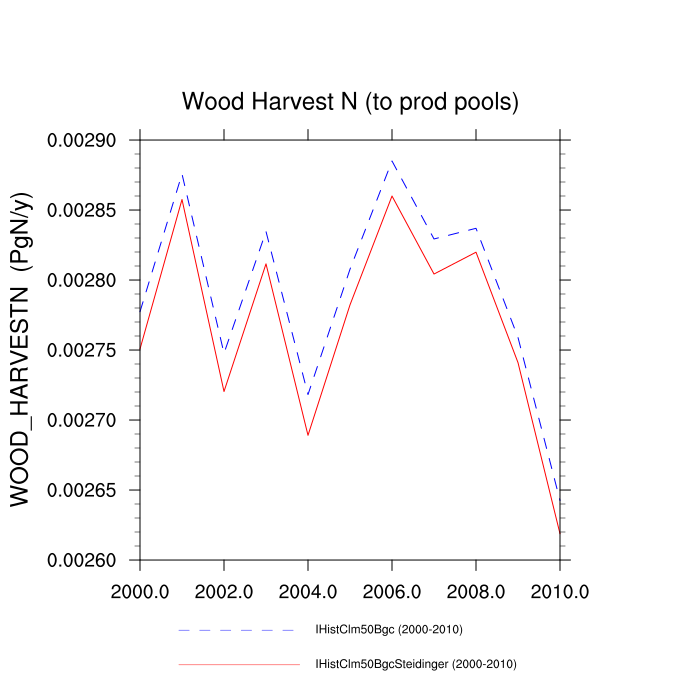 Wood Harvest N (to prod pools)
WOOD_HARVESTN (PgN/y)
0.00290
0.00285
0.00280
0.00275
0.00270
0.00265
0.00260
2000.0 2002.0 2004.0 2006.0 2008.0 2010.0
IHistClm50Bgc (2000-2010)
IHistClm50BgcSteidinger (2000-2010)